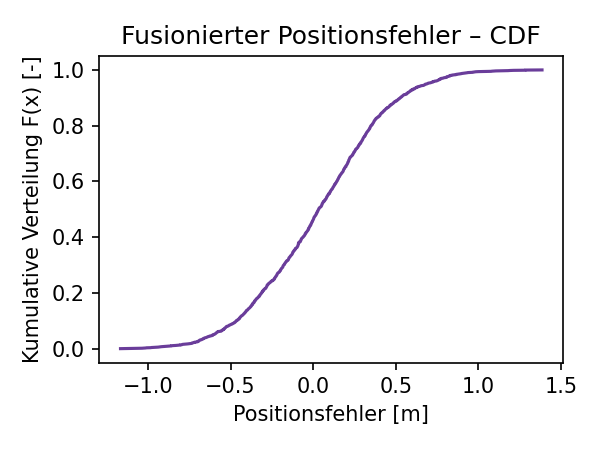 Fusionierter Positionsfehler – CDF
Kumulative Verteilung F(x) [-]
1.0
0.8
0.6
0.4
0.2
0.0
−1.0 −0.5 0.0 0.5 1.0 1.5
Positionsfehler [m]